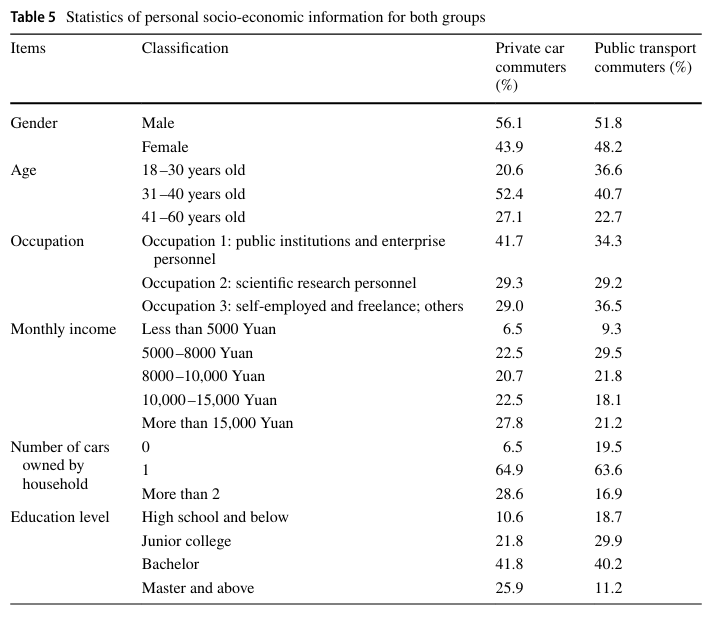 Table 5 Statistics of personal socio-economic information for both groups
Items Classification Private car commuters (%) Public transport commuters (%)
Gender Male 56.1 51.8
Female 43.9 48.2
Age 18–30 years old 20.6 36.6
31–40 years old 52.4 40.7
41–60 years old 27.1 22.7
Occupation Occupation 1: public institutions and enterprise personnel 41.7 34.3
Occupation 2: scientific research personnel 29.3 29.2
Occupation 3: self-employed and freelance; others 29.0 36.5
Monthly income Less than 5000 Yuan 6.5 9.3
5000–8000 Yuan 22.5 29.5
8000–10,000 Yuan 20.7 21.8
10,000–15,000 Yuan 22.5 18.1
More than 15,000 Yuan 27.8 21.2
Number of cars owned by household 0 6.5 19.5
1 64.9 63.6
More than 2 28.6 16.9
Education level High school and below 10.6 18.7
Junior college 21.8 29.9
Bachelor 41.8 40.2
Master and above 25.9 11.2